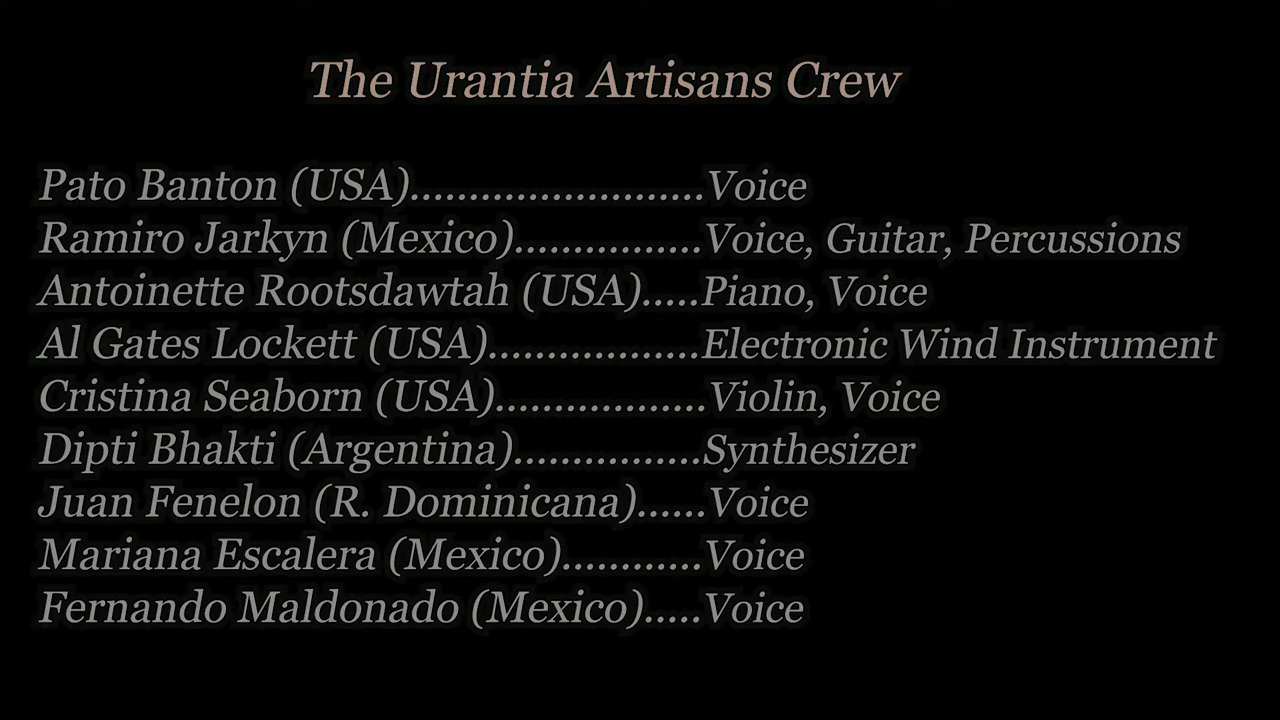 The Urantia Artisans Crew
Pato Banton (USA).........................Voice
Ramiro Jarkyn (Mexico)................Voice, Guitar, Percussions
Antoinette Rootsdawtah (USA).....Piano, Voice
Al Gates Lockett (USA)..................Electronic Wind Instrument
Cristina Seaborn (USA)..................Violin, Voice
Dipti Bhakti (Argentina)................Synthesizer
Juan Fenelon (R. Dominicana)......Voice
Mariana Escalera (Mexico)............Voice
Fernando Maldonado (Mexico).....Voice